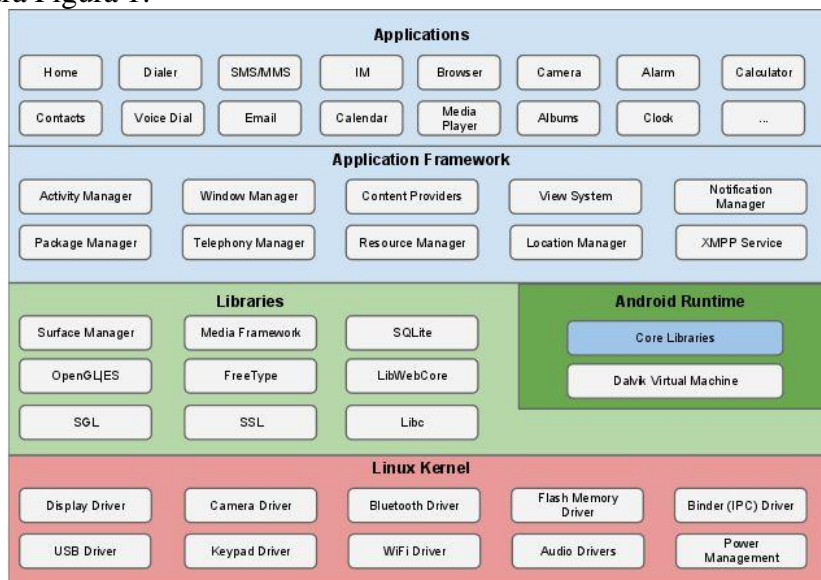 Figura 1.
Applications
Home Dialer SMS/MMS IM Browser Camera Alarm Calculator
Contacts Voice Dial Email Calendar Media Player Albums Clock ...
Application Framework
Activity Manager Window Manager Content Providers View System Notification Manager
Package Manager Telephony Manager Resource Manager Location Manager XMPP Service
Libraries Android Runtime
Surface Manager Media Framework SQLite Core Libraries
OpenGL|ES FreeType LibWebCore Dalvik Virtual Machine
SGL SSL Libc
Linux Kernel
Display Driver Camera Driver Bluetooth Driver Flash Memory Driver Binder (IPC) Driver
USB Driver Keypad Driver WiFi Driver Audio Drivers Power Management